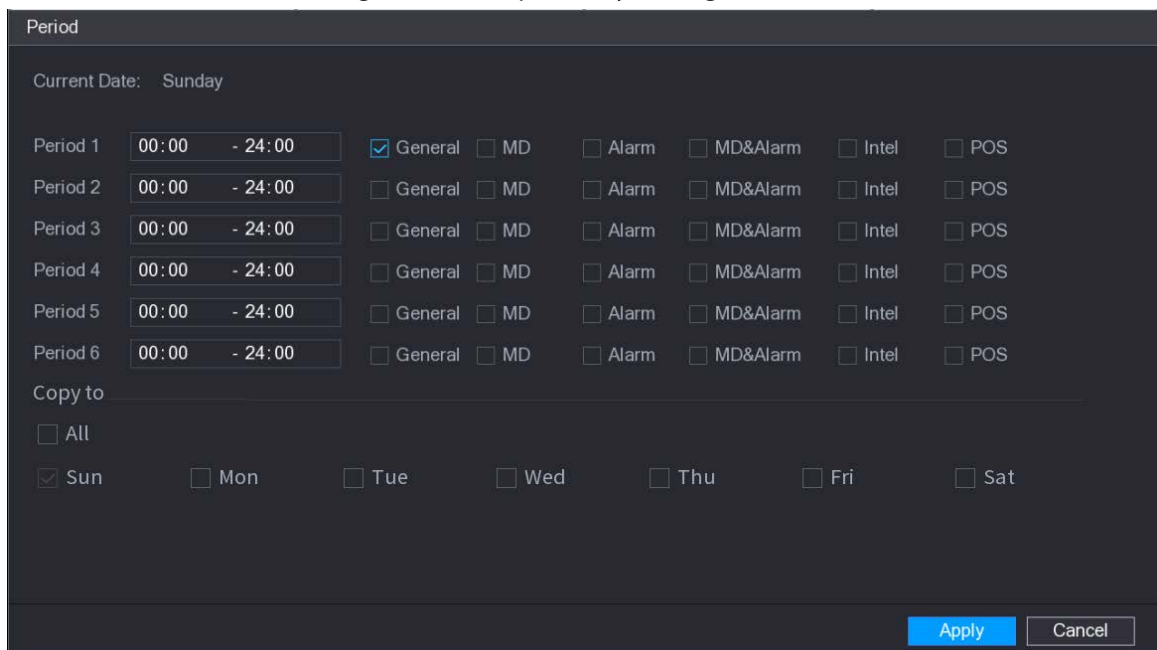 Period
Current Date: Sunday
Period 1 00:00 - 24:00 General MD Alarm MD&Alarm Intel POS
Period 2 00:00 - 24:00 General MD Alarm MD&Alarm Intel POS
Period 3 00:00 - 24:00 General MD Alarm MD&Alarm Intel POS
Period 4 00:00 - 24:00 General MD Alarm MD&Alarm Intel POS
Period 5 00:00 - 24:00 General MD Alarm MD&Alarm Intel POS
Period 6 00:00 - 24:00 General MD Alarm MD&Alarm Intel POS
Copy to
All
Sun Mon Tue Wed Thu Fri Sat
Apply Cancel